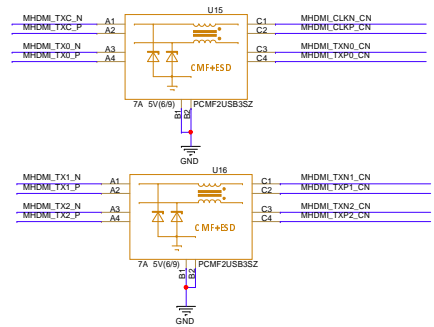 U15
MHDMI_TXC_N A1 C1 MHDMI_CLKN_CN
MHDMI_TXC_P A2 C2 MHDMI_CLKP_CN
MHDMI_TX0_N A3 C3 MHDMI_TXN0_CN
MHDMI_TX0_P A4 C4 MHDMI_TXP0_CN
CMF+ESD
7A 5V(6/9) B1 B2 PCMF2USB3SZ
GND
U16
MHDMI_TX1_N A1 C1 MHDMI_TXN1_CN
MHDMI_TX1_P A2 C2 MHDMI_TXP1_CN
MHDMI_TX2_N A3 C3 MHDMI_TXN2_CN
MHDMI_TX2_P A4 C4 MHDMI_TXP2_CN
CMF+ESD
7A 5V(6/9) B1 B2 PCMF2USB3SZ
GND